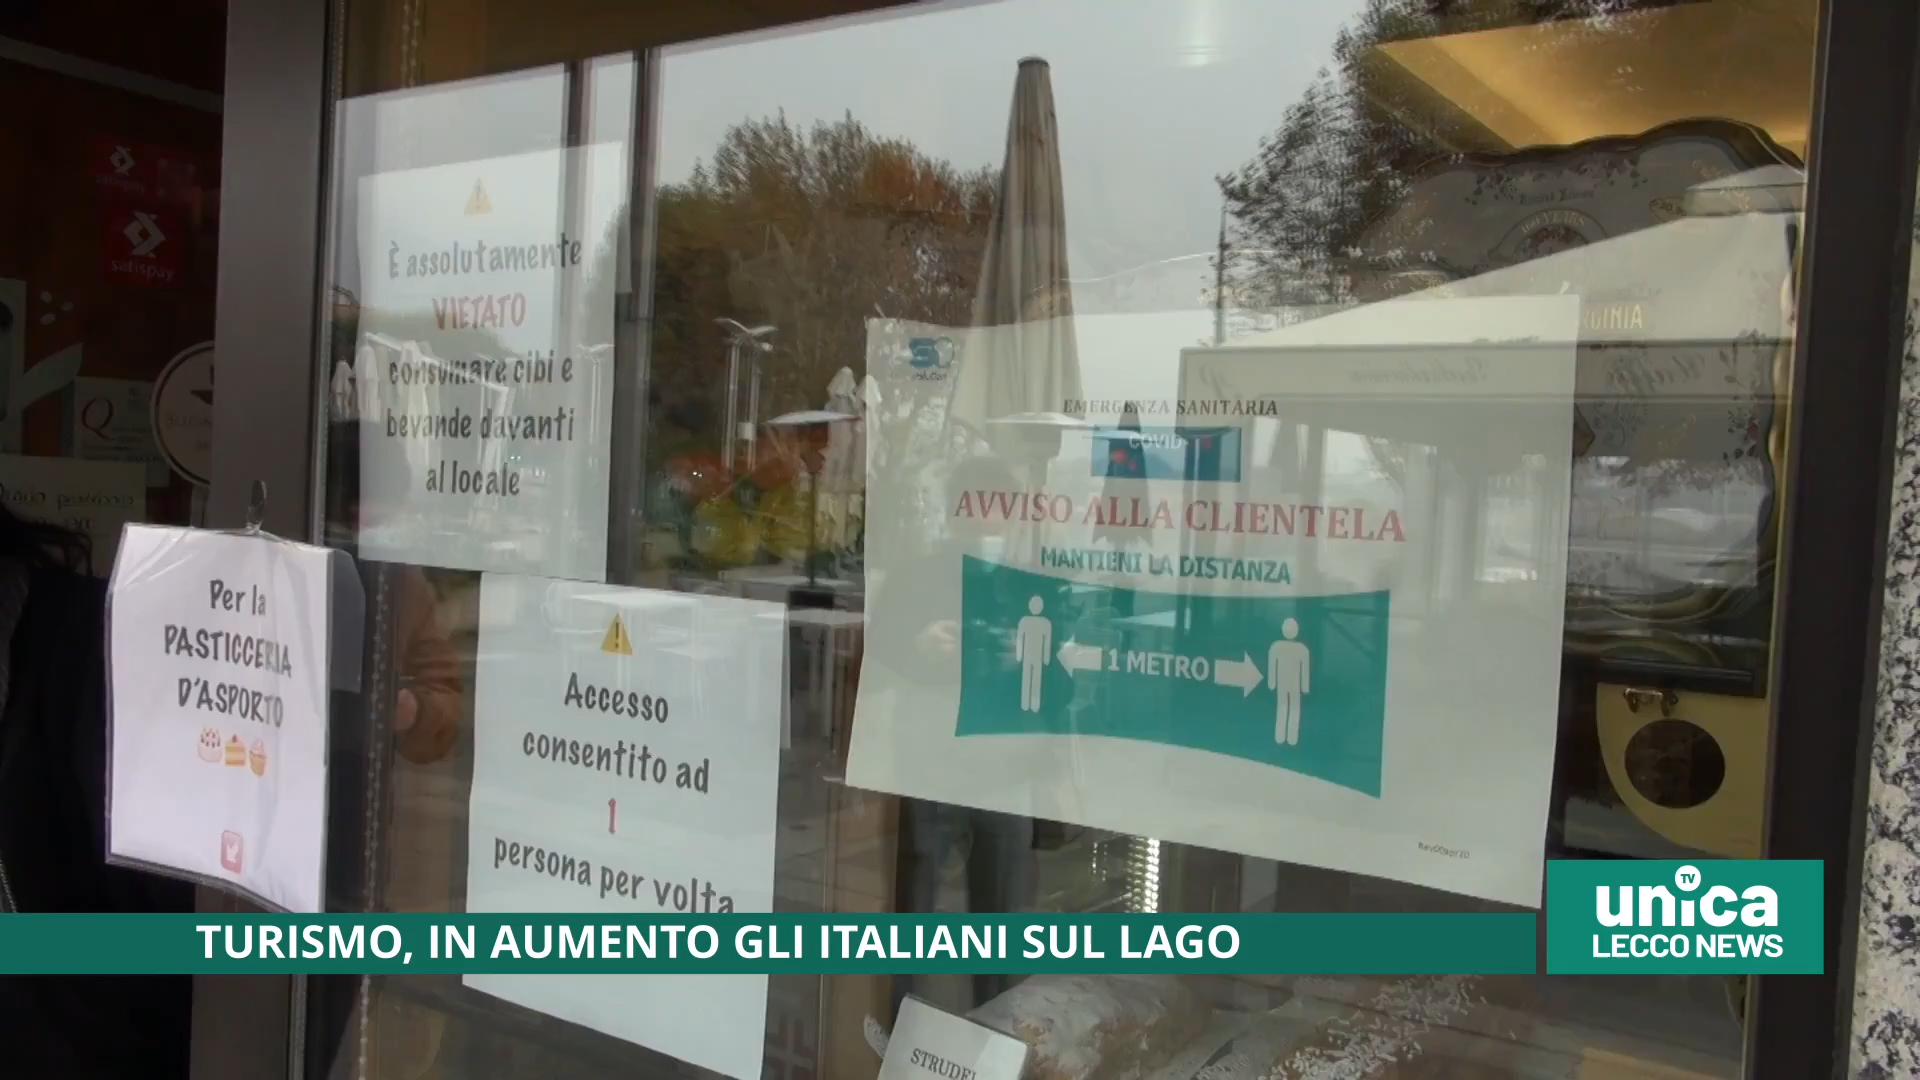 satispay
È assolutamente
VIETATO
consumare cibi e
bevande davanti
al locale
Per la
PASTICCERIA
D'ASPORTO
Accesso
consentito ad
1
persona per volta
EMERGENZA SANITARIA
COVID
AVVISO ALLA CLIENTELA
MANTIENI LA DISTANZA
1 METRO
STRUDEL
TURISMO, IN AUMENTO GLI ITALIANI SUL LAGO
unica TV
LECCO NEWS